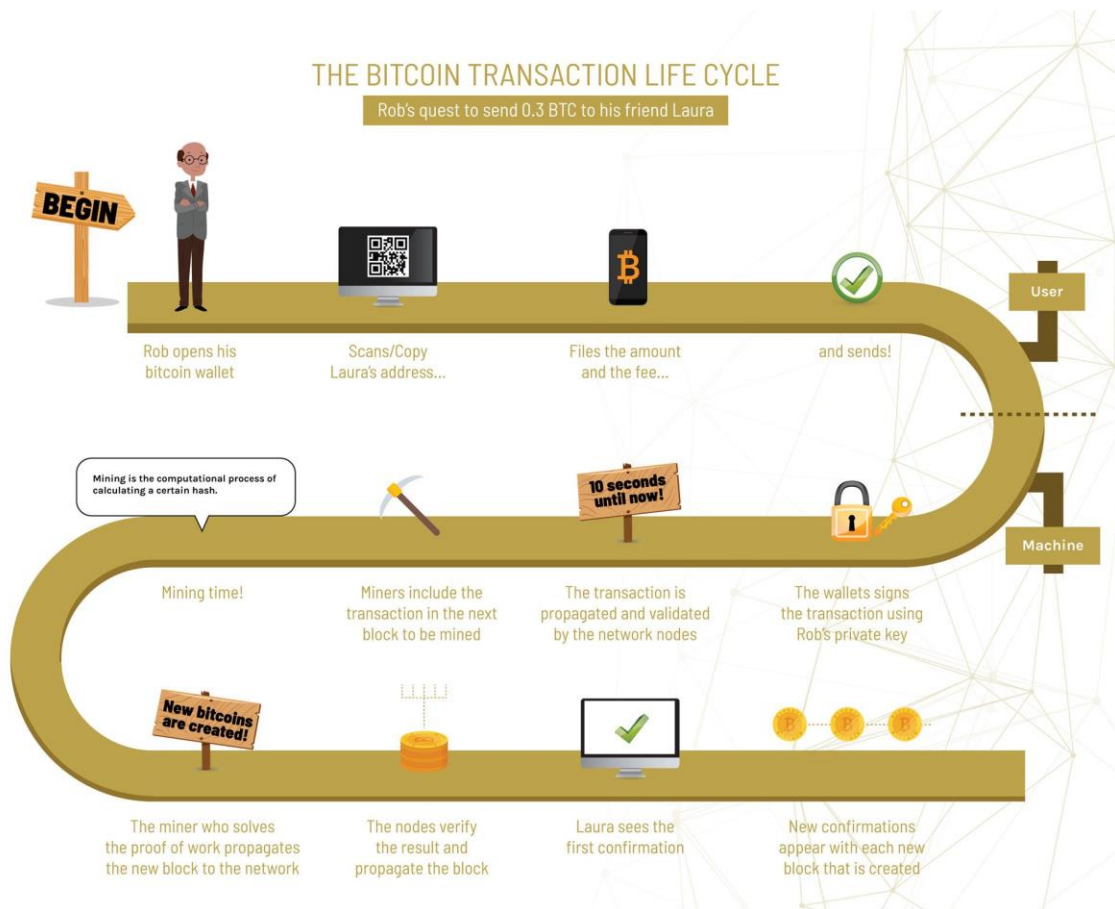 THE BITCOIN TRANSACTION LIFE CYCLE
Rob's quest to send 0.3 BTC to his friend Laura
BEGIN
User
Rob opens his
bitcoin wallet
Scans/Copy
Laura's address...
Files the amount
and the fee...
and sends!
Machine
10 seconds
until now!
The wallets signs
the transaction using
Rob's private key
The transaction is
propagated and validated
by the network nodes
Miners include the
transaction in the next
block to be mined
Mining is the computational process of
calculating a certain hash.
Mining time!
New bitcoins
are created!
The miner who solves
the proof of work propagates
the new block to the network
The nodes verify
the result and
propagate the block
Laura sees the
first confirmation
New confirmations
appear with each new
block that is created